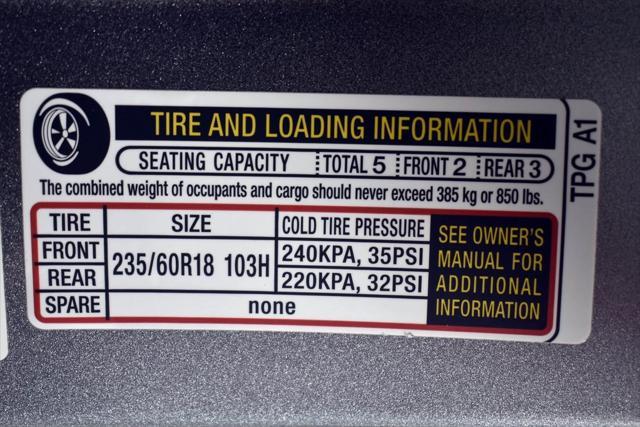 TIRE AND LOADING INFORMATION
SEATING CAPACITY TOTAL 5 FRONT 2 REAR 3
The combined weight of occupants and cargo should never exceed 385 kg or 850 lbs.
TIRE SIZE COLD TIRE PRESSURE
FRONT 235/60R18 103H 240KPA, 35PSI
REAR 220KPA, 32PSI
SPARE none
SEE OWNER'S
MANUAL FOR
ADDITIONAL
INFORMATION
TPG A1